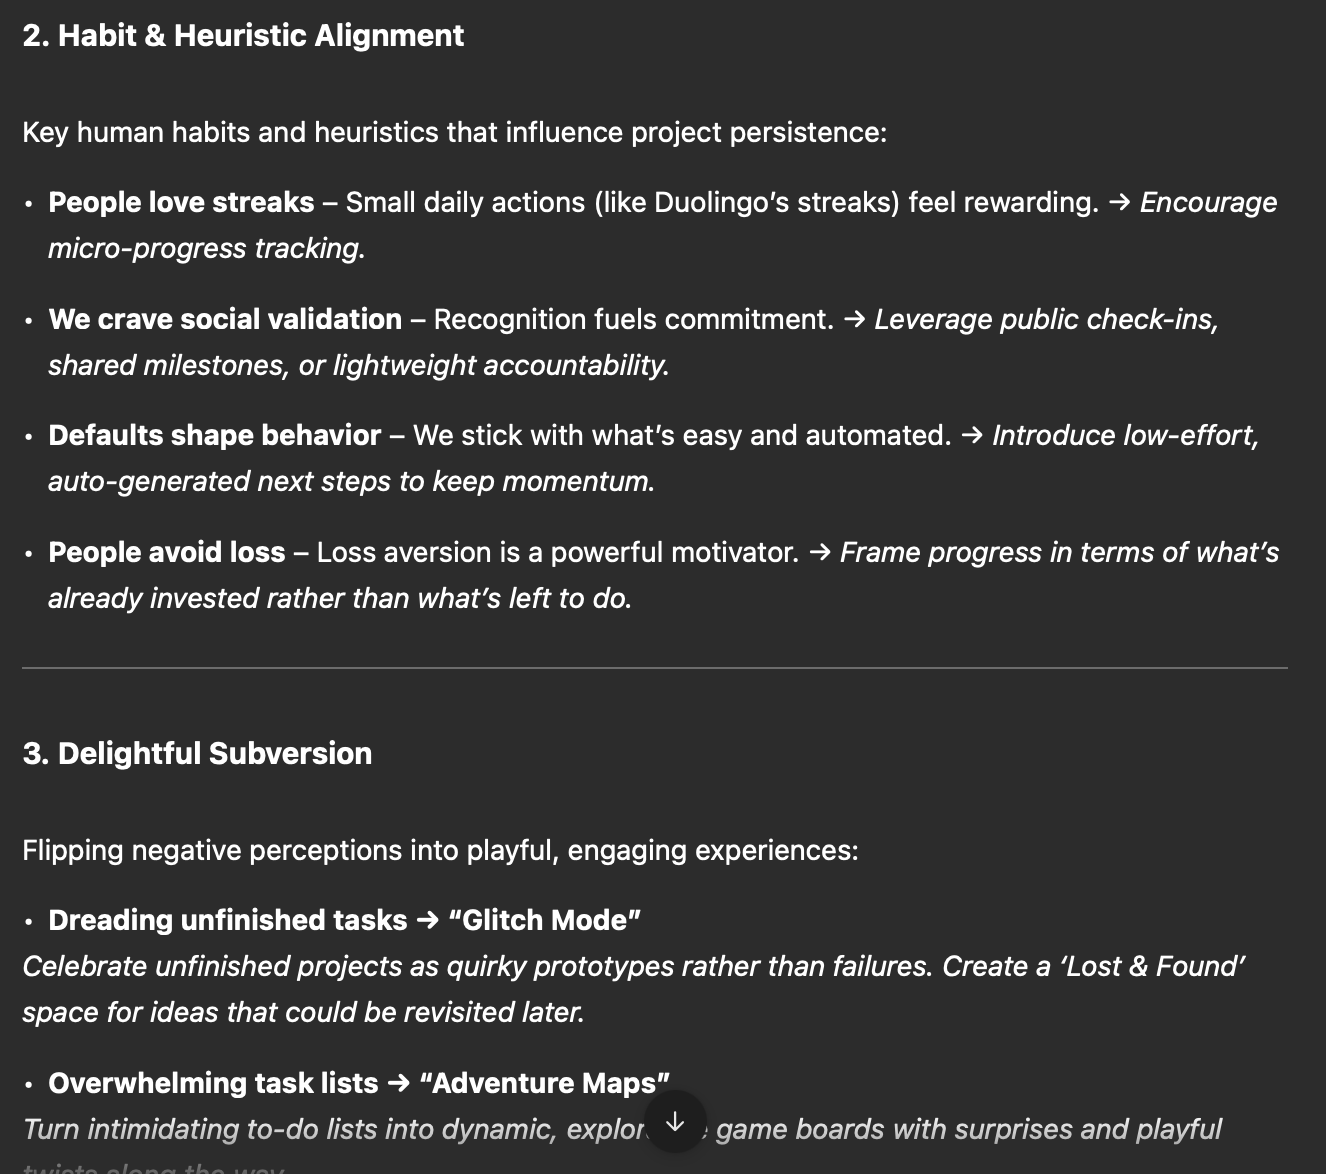 2. Habit & Heuristic Alignment
Key human habits and heuristics that influence project persistence:
• People love streaks – Small daily actions (like Duolingo’s streaks) feel rewarding. → Encourage
micro-progress tracking.
• We crave social validation – Recognition fuels commitment. → Leverage public check-ins,
shared milestones, or lightweight accountability.
• Defaults shape behavior – We stick with what’s easy and automated. → Introduce low-effort,
auto-generated next steps to keep momentum.
• People avoid loss – Loss aversion is a powerful motivator. → Frame progress in terms of what’s
already invested rather than what’s left to do.
3. Delightful Subversion
Flipping negative perceptions into playful, engaging experiences:
• Dreading unfinished tasks → “Glitch Mode”
Celebrate unfinished projects as quirky prototypes rather than failures. Create a ‘Lost & Found’
space for ideas that could be revisited later.
• Overwhelming task lists → “Adventure Maps”
Turn intimidating to-do lists into dynamic, game boards with surprises and playful
twists along the way.